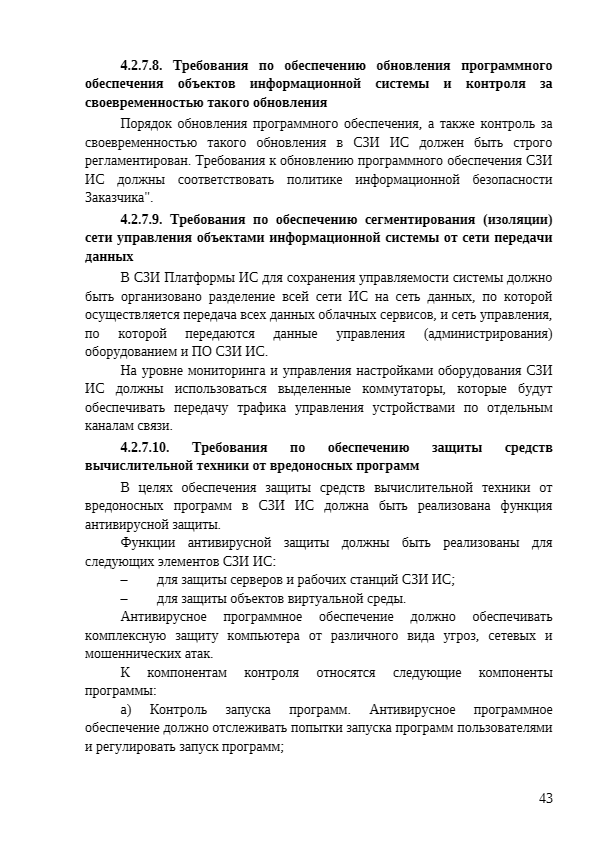 4.2.7.8. Требования по обеспечению обновления программного
обеспечения объектов информационной системы и контроля за
своевременностью такого обновления
Порядок обновления программного обеспечения, а также контроль за
своевременностью такого обновления в СЗИ ИС должен быть строго
регламентирован. Требования к обновлению программного обеспечения СЗИ
ИС должны соответствовать политике информационной безопасности
Заказчика".
4.2.7.9. Требования по обеспечению сегментирования (изоляции)
сети управления объектами информационной системы от сети передачи
данных
В СЗИ Платформы ИС для сохранения управляемости системы должно
быть организовано разделение всей сети ИС на сеть данных, по которой
осуществляется передача всех данных облачных сервисов, и сеть управления,
по которой передаются данные управления (администрирования)
оборудованием и ПО СЗИ ИС.
На уровне мониторинга и управления настройками оборудования СЗИ
ИС должны использоваться выделенные коммутаторы, которые будут
обеспечивать передачу трафика управления устройствами по отдельным
каналам связи.
4.2.7.10. Требования по обеспечению защиты средств
вычислительной техники от вредоносных программ
В целях обеспечения защиты средств вычислительной техники от
вредоносных программ в СЗИ ИС должна быть реализована функция
антивирусной защиты.
Функции антивирусной защиты должны быть реализованы для
следующих элементов СЗИ ИС:
– для защиты серверов и рабочих станций СЗИ ИС;
– для защиты объектов виртуальной среды.
Антивирусное программное обеспечение должно обеспечивать
комплексную защиту компьютера от различного вида угроз, сетевых и
мошеннических атак.
К компонентам контроля относятся следующие компоненты
программы:
а) Контроль запуска программ. Антивирусное программное
обеспечение должно отслеживать попытки запуска программ пользователями
и регулировать запуск программ;
43